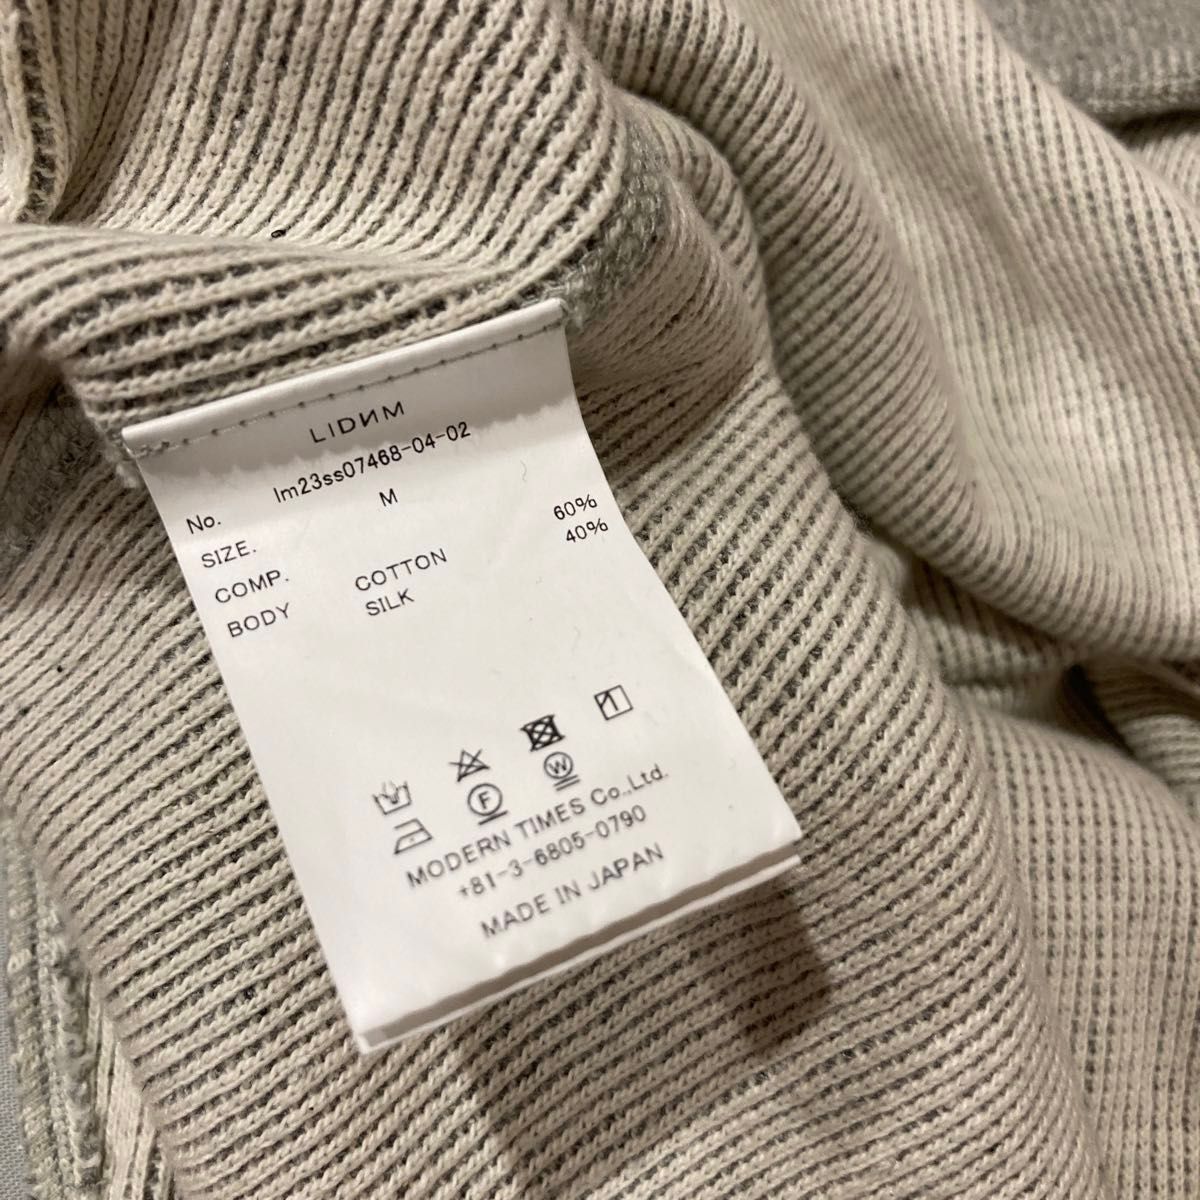 LIDИM
No. lm23ss07468-04-02
SIZE. M
COMP.
BODY COTTON 60%
SILK 40%
F W
MODERN TIMES Co.,Ltd.
+81-3-6805-0790
MADE IN JAPAN